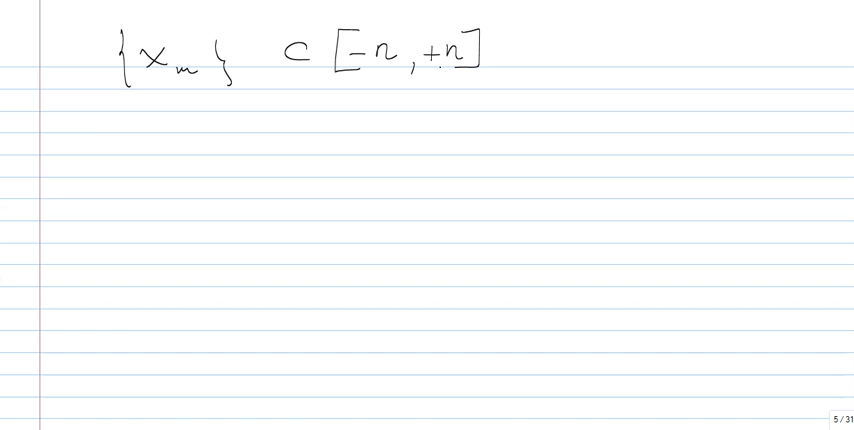 {x_m} ⊂ [-n, +n]
5 / 31